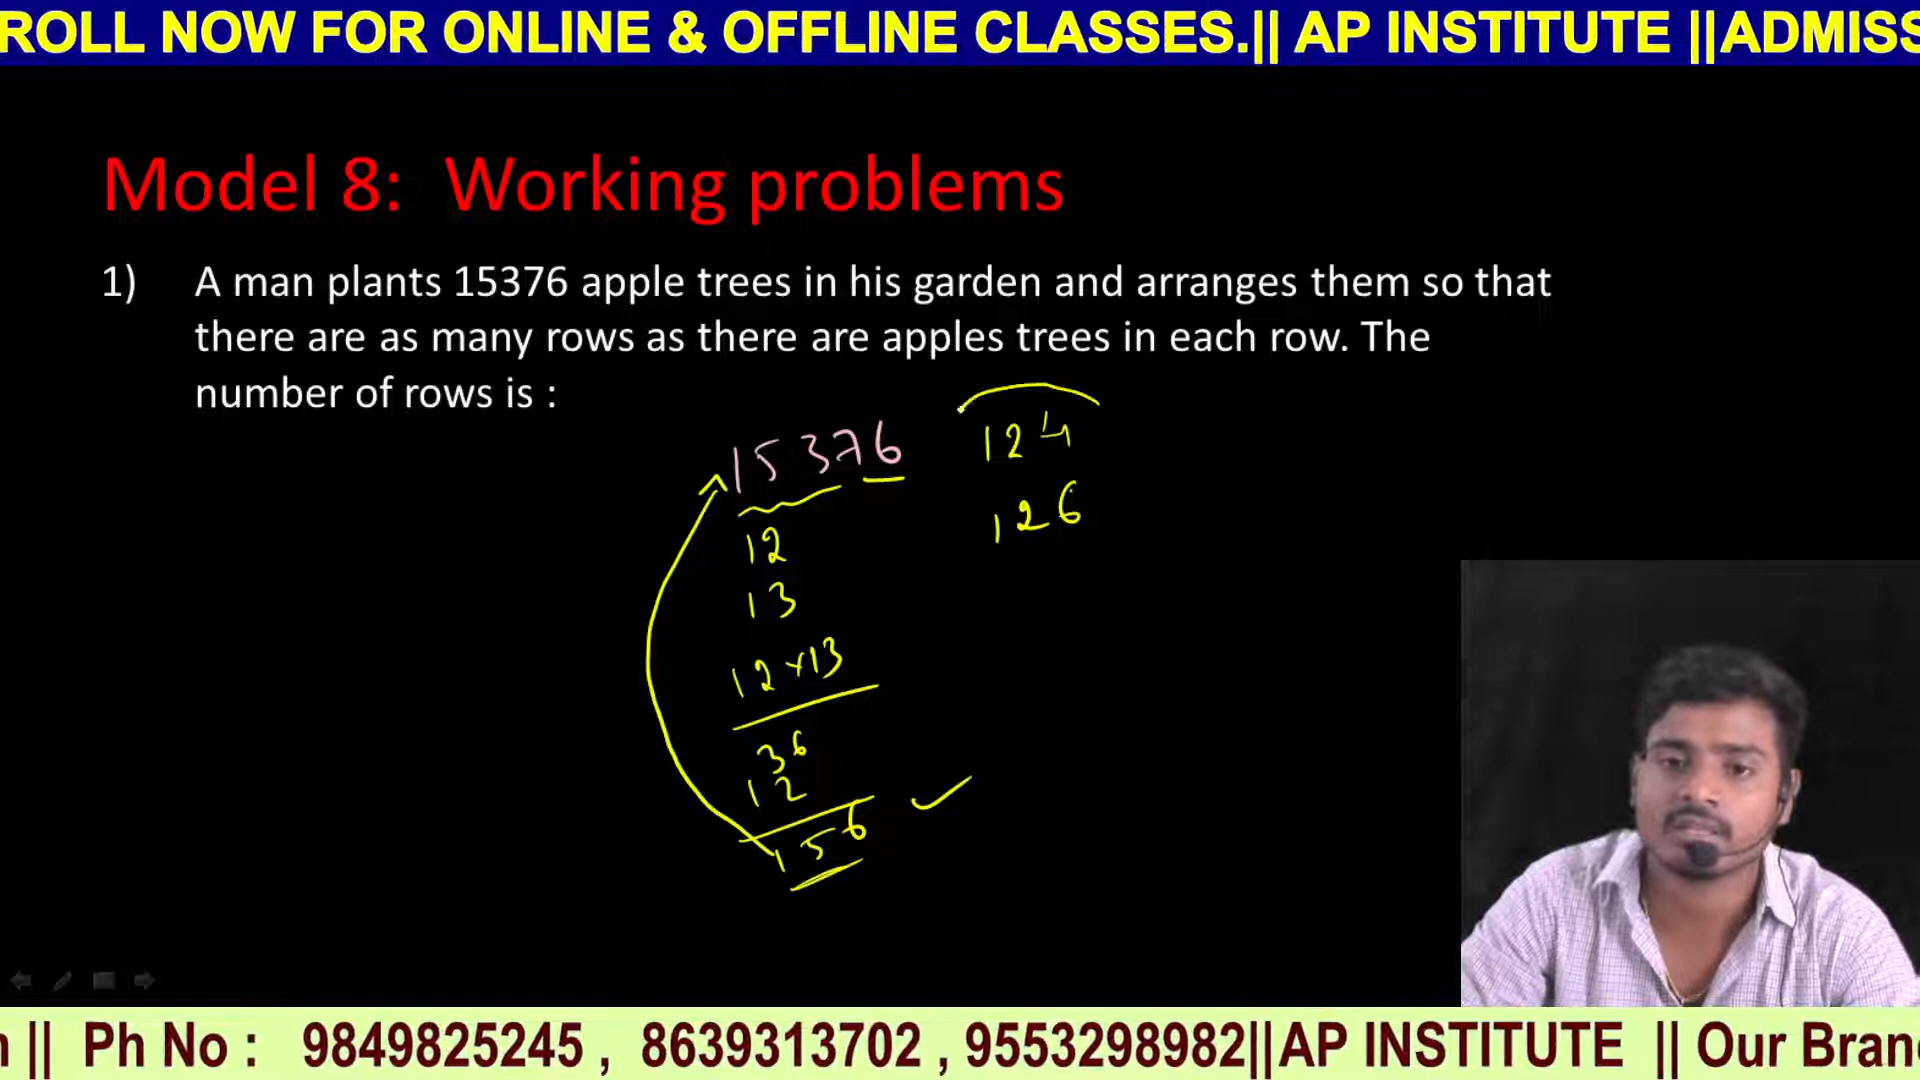 ROLL NOW FOR ONLINE & OFFLINE CLASSES.|| AP INSTITUTE ||ADMISS
Model 8: Working problems
1) A man plants 15376 apple trees in his garden and arranges them so that
there are as many rows as there are apples trees in each row. The
number of rows is :
15376
124
126
12
13
12 x 13
36
12
156
n || Ph No : 9849825245 , 8639313702 , 9553298982||AP INSTITUTE || Our Bran